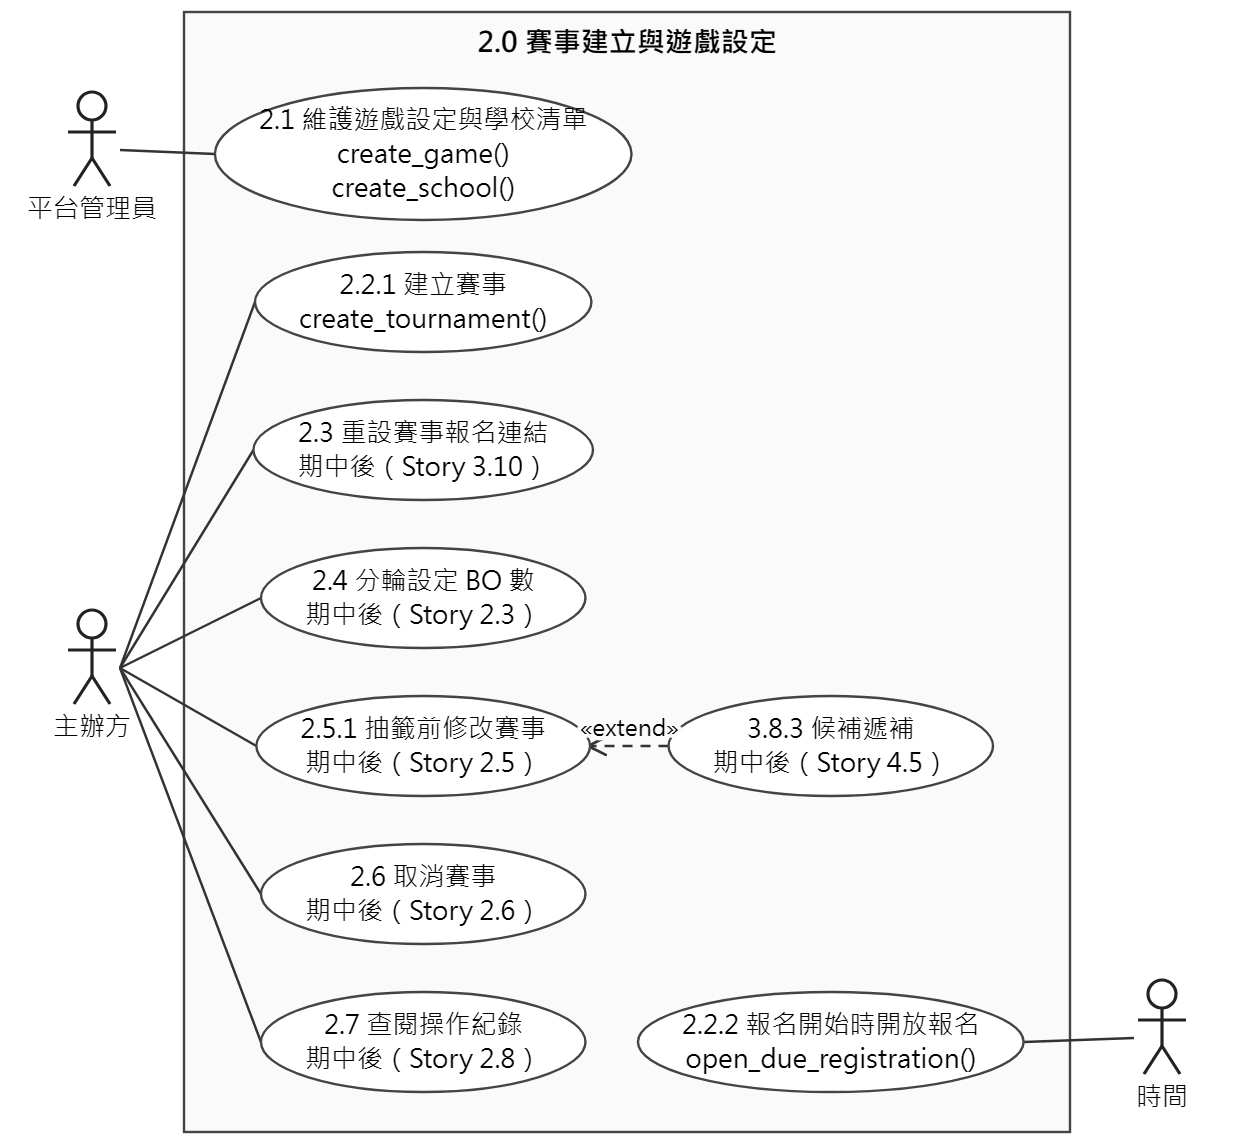 2.0 賽事建立與遊戲設定
2.1 維護遊戲設定與學校清單
create_game()
create_school()
平台管理員
2.2.1 建立賽事
create_tournament()
2.3 重設賽事報名連結
期中後（Story 3.10）
2.4 分輪設定 BO 數
期中後（Story 2.3）
主辦方
2.5.1 抽籤前修改賽事
期中後（Story 2.5）
«extend»
3.8.3 候補遞補
期中後（Story 4.5）
2.6 取消賽事
期中後（Story 2.6）
2.7 查閱操作紀錄
期中後（Story 2.8）
2.2.2 報名開始時開放報名
open_due_registration()
時間